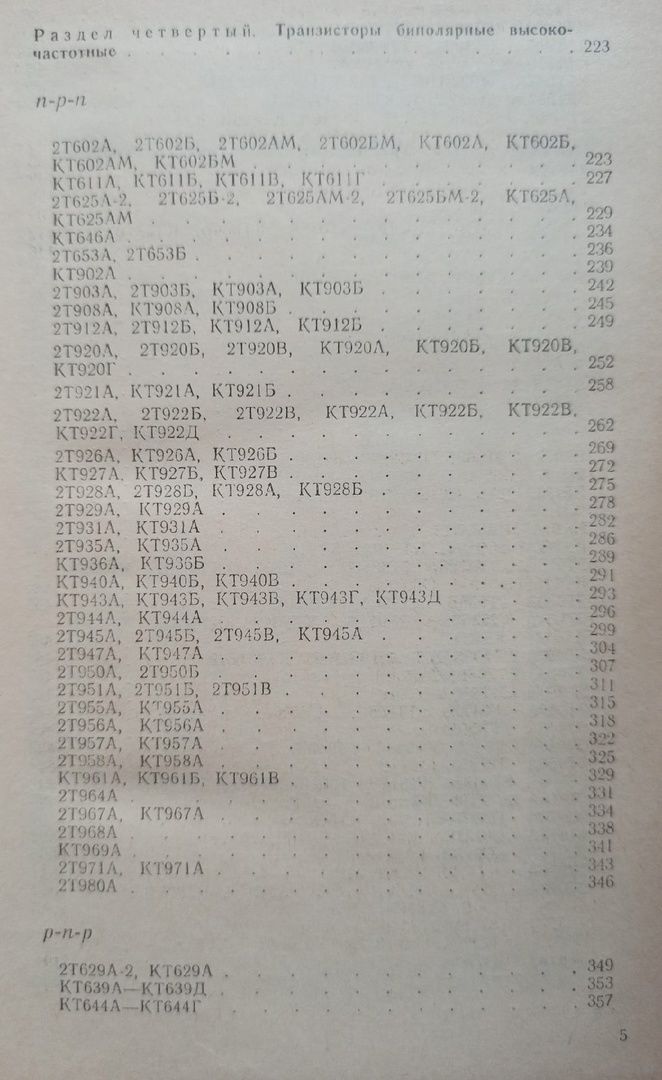 Раздел четвертый. Транзисторы биполярные высоко-
частотные . . . . . . . . . . . . . . . 223
п-р-п
2Т602А, 2Т602Б, 2Т602АМ, 2Т602БМ, КТ602А, КТ602Б,
КТ602АМ, КТ602БМ . . . . . . . . . . 223
КТ611А, КТ611Б, КТ611В, КТ611Г . . . . . . 227
2Т625А-2, 2Т625Б-2, 2Т625АМ-2, 2Т625БМ-2, КТ625А,
КТ625АМ . . . . . . . . . . . . 229
КТ646А . . . . . . . . . . . . . 234
2Т653А, 2Т653Б . . . . . . . . . . . 236
КТ902А . . . . . . . . . . . . . 239
2Т903А, 2Т903Б, КТ903А, КТ903Б . . . . . . 242
2Т908А, КТ908А, КТ908Б . . . . . . . . . 245
2Т912А, 2Т912Б, КТ912А, КТ912Б . . . . . . 249
2Т920А, 2Т920Б, 2Т920В, КТ920А, КТ920Б, КТ920В,
КТ920Г . . . . . . . . . . . . . 252
2Т921А, КТ921А, КТ921Б . . . . . . . . . 258
2Т922А, 2Т922Б, 2Т922В, КТ922А, КТ922Б, КТ922В,
КТ922Г, КТ922Д . . . . . . . . . . . 262
2Т926А, КТ926А, КТ926Б . . . . . . . . . 269
КТ927А, КТ927Б, КТ927В . . . . . . . . . 272
2Т928А, 2Т928Б, КТ928А, КТ928Б . . . . . . 275
2Т929А, КТ929А . . . . . . . . . . . 278
2Т931А, КТ931А . . . . . . . . . . . 282
2Т935А, КТ935А . . . . . . . . . . . 286
КТ936А, КТ936Б . . . . . . . . . . . 289
КТ940А, КТ940Б, КТ940В . . . . . . . . . 291
КТ943А, КТ943Б, КТ943В, КТ943Г, КТ943Д . . . . 293
2Т944А, КТ944А . . . . . . . . . . . 296
2Т945А, 2Т945Б, 2Т945В, КТ945А . . . . . . 299
2Т947А, КТ947А . . . . . . . . . . . 304
2Т950А, 2Т950Б . . . . . . . . . . . 307
2Т951А, 2Т951Б, 2Т951В . . . . . . . . . 311
2Т955А, КТ955А . . . . . . . . . . . 315
2Т956А, КТ956А . . . . . . . . . . . 318
2Т957А, КТ957А . . . . . . . . . . . 322
2Т958А, КТ958А . . . . . . . . . . . 325
КТ961А, КТ961Б, КТ961В . . . . . . . . . 329
2Т964А . . . . . . . . . . . . . 331
2Т967А, КТ967А . . . . . . . . . . . 334
2Т968А . . . . . . . . . . . . . 338
КТ969А . . . . . . . . . . . . . 341
2Т971А, КТ971А . . . . . . . . . . . 343
2Т980А . . . . . . . . . . . . . 346
р-п-р
2Т629А-2, КТ629А . . . . . . . . . . 349
КТ639А—КТ639Д . . . . . . . . . . . 353
КТ644А—КТ644Г . . . . . . . . . . . 357
5